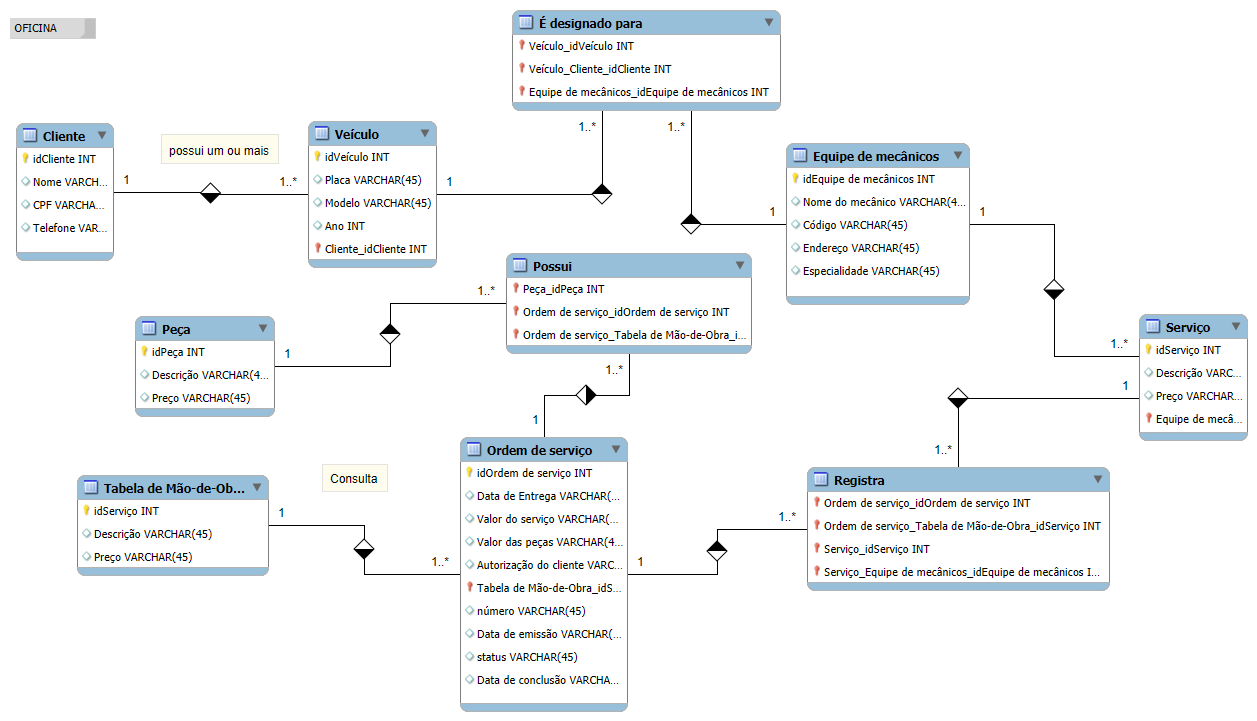 OFICINA
É designado para
Veículo_idVeículo INT
Veículo_Cliente_idCliente INT
Equipe de mecânicos_idEquipe de mecânicos INT
1..*
1..*
Cliente
idCliente INT
Nome VARCH...
CPF VARCHA...
Telefone VAR...
possui um ou mais
1
1..*
Veículo
idVeículo INT
Placa VARCHAR(45)
Modelo VARCHAR(45)
Ano INT
Cliente_idCliente INT
1
1
Equipe de mecânicos
idEquipe de mecânicos INT
Nome do mecânico VARCHAR(4...
Código VARCHAR(45)
Endereço VARCHAR(45)
Especialidade VARCHAR(45)
1
Possui
Peça_idPeça INT
Ordem de serviço_idOrdem de serviço INT
Ordem de serviço_Tabela de Mão-de-Obra_i...
1..*
1..*
Peça
idPeça INT
Descrição VARCHAR(4...
Preço VARCHAR(45)
1
Serviço
idServiço INT
Descrição VARC...
Preço VARCHAR...
Equipe de mecâ...
1..*
1
1
Ordem de serviço
idOrdem de serviço INT
Data de Entrega VARCHAR(...
Valor do serviço VARCHAR(...
Valor das peças VARCHAR(4...
Autorização do cliente VARC...
Tabela de Mão-de-Obra_idS...
número VARCHAR(45)
Data de emissão VARCHAR(...
status VARCHAR(45)
Data de conclusão VARCHA...
Tabela de Mão-de-Ob...
idServiço INT
Descrição VARCHAR(45)
Preço VARCHAR(45)
Consulta
1
1..*
1
1..*
1..*
Registra
Ordem de serviço_idOrdem de serviço INT
Ordem de serviço_Tabela de Mão-de-Obra_idServiço INT
Serviço_idServiço INT
Serviço_Equipe de mecânicos_idEquipe de mecânicos I...